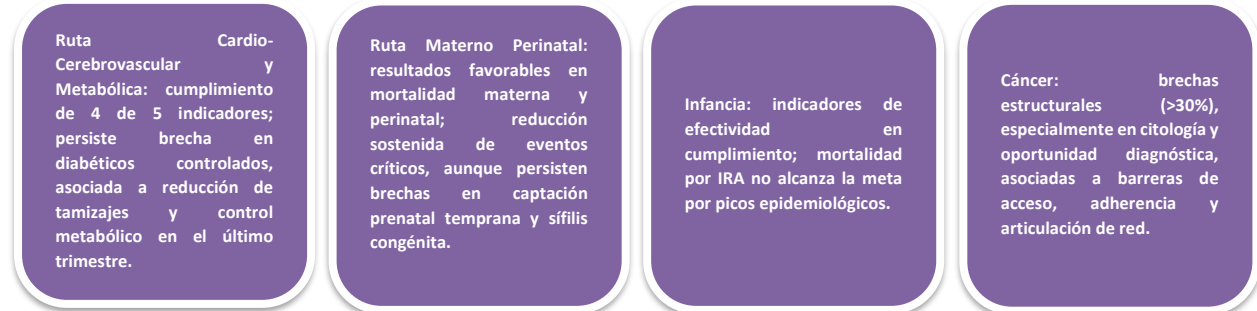 Ruta Cardio-
Cerebrovascular y
Metabólica: cumplimiento
de 4 de 5 indicadores;
persiste brecha en
diabéticos controlados,
asociada a reducción de
tamizajes y control
metabólico en el último
trimestre.
Ruta Materno Perinatal:
resultados favorables en
mortalidad materna y
perinatal; reducción
sostenida de eventos
críticos, aunque persisten
brechas en captación
prenatal temprana y sífilis
congénita.
Infancia: indicadores de
efectividad en
cumplimiento; mortalidad
por IRA no alcanza la meta
por picos epidemiológicos.
Cáncer: brechas
estructurales (>30%),
especialmente en citología y
oportunidad diagnóstica,
asociadas a barreras de
acceso, adherencia y
articulación de red.